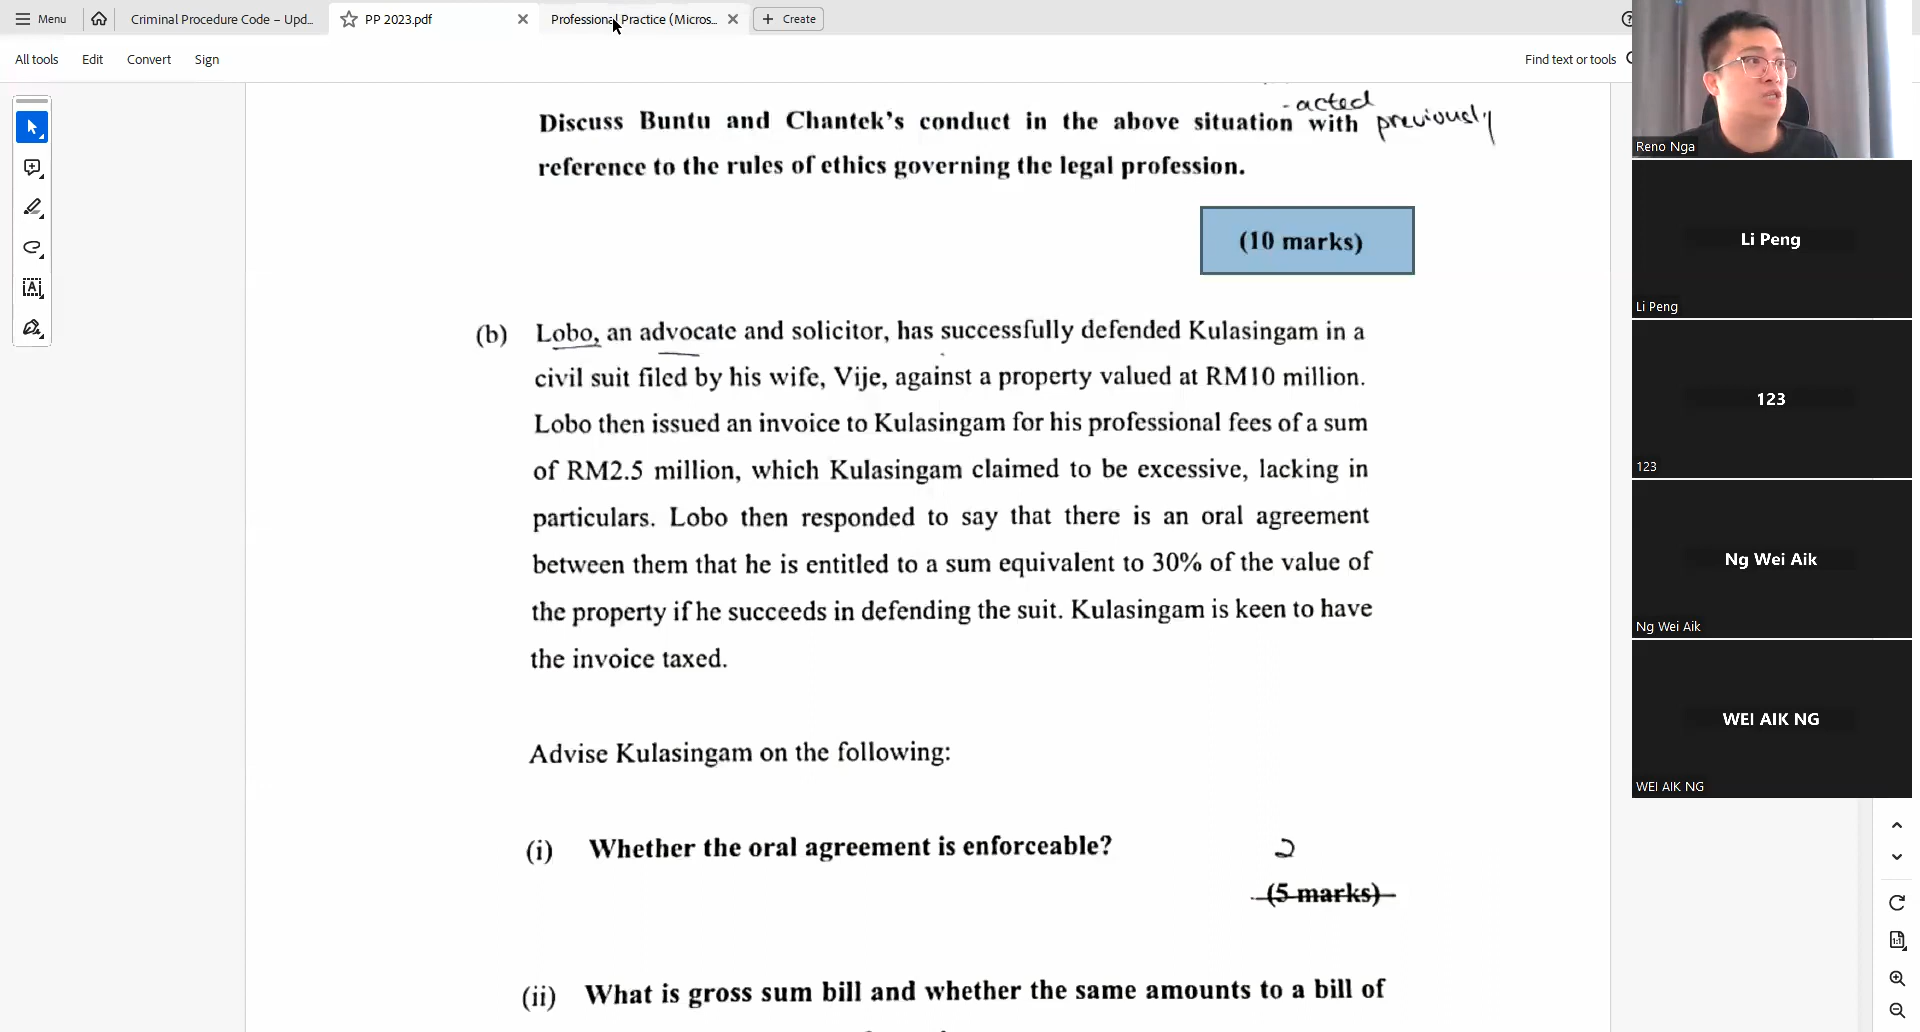 Menu
Criminal Procedure Code – Upd...
PP 2023.pdf
Professional Practice (Micros...
Create
All tools
Edit
Convert
Sign
Find text or tools
- acted
Discuss Buntu and Chantek's conduct in the above situation with previously
reference to the rules of ethics governing the legal profession.
(10 marks)
(b) Lobo, an advocate and solicitor, has successfully defended Kulasingam in a
civil suit filed by his wife, Vije, against a property valued at RM10 million.
Lobo then issued an invoice to Kulasingam for his professional fees of a sum
of RM2.5 million, which Kulasingam claimed to be excessive, lacking in
particulars. Lobo then responded to say that there is an oral agreement
between them that he is entitled to a sum equivalent to 30% of the value of
the property if he succeeds in defending the suit. Kulasingam is keen to have
the invoice taxed.
Advise Kulasingam on the following:
(i) Whether the oral agreement is enforceable?
2
(5 marks)
(ii) What is gross sum bill and whether the same amounts to a bill of
Reno Nga
Li Peng
Li Peng
123
123
Ng Wei Aik
Ng Wei Aik
WEI AIK NG
WEI AIK NG